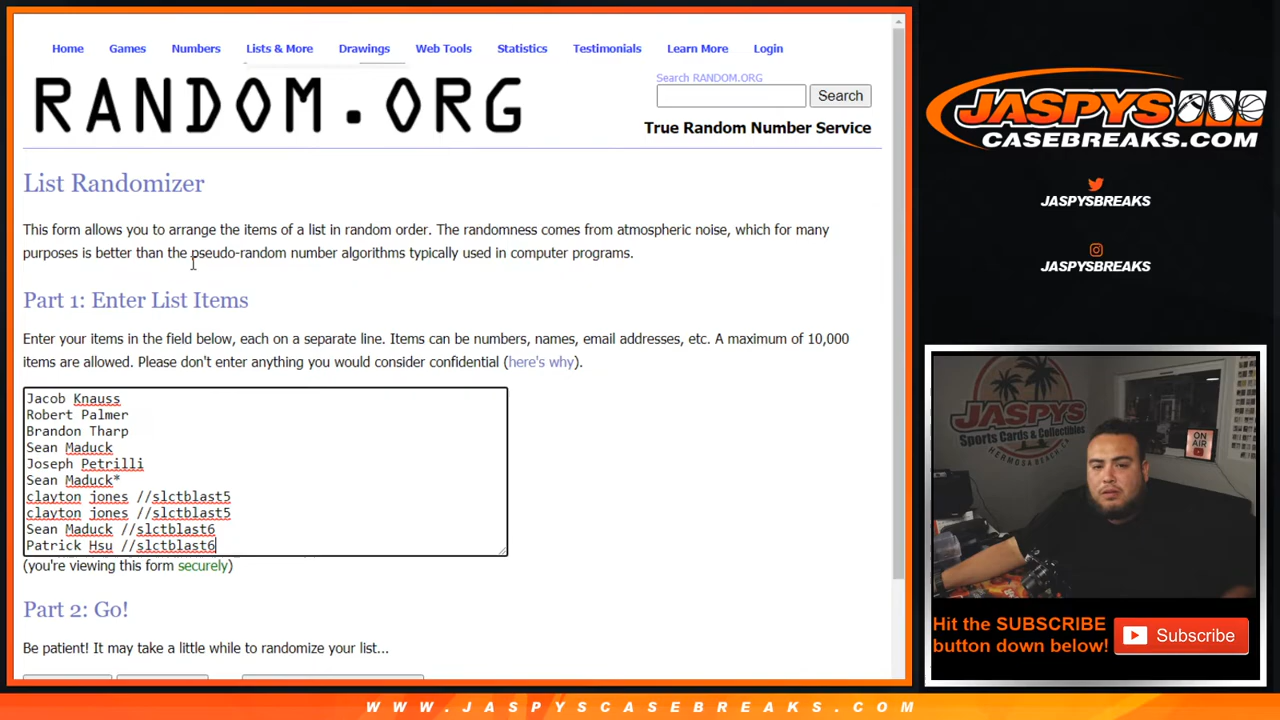 Home Games Numbers Lists & More Drawings Web Tools Statistics Testimonials Learn More Login
RANDOM.ORG
Search RANDOM.ORG
Search
True Random Number Service
List Randomizer
This form allows you to arrange the items of a list in random order. The randomness comes from atmospheric noise, which for many
purposes is better than the pseudo-random number algorithms typically used in computer programs.
Part 1: Enter List Items
Enter your items in the field below, each on a separate line. Items can be numbers, names, email addresses, etc. A maximum of 10,000
items are allowed. Please don't enter anything you would consider confidential (here's why).
Jacob Knauss
Robert Palmer
Brandon Tharp
Sean Maduck
Joseph Petrilli
Sean Maduck*
clayton jones //slctblast5
clayton jones //slctblast5
Sean Maduck //slctblast6
Patrick Hsu //slctblast6
(you're viewing this form securely)
Part 2: Go!
Be patient! It may take a little while to randomize your list...
JASPYS
CASEBREAKS.COM
JASPYSBREAKS
JASPYSBREAKS
JASPYS
Sports Cards & Collectibles
HERMOSA BEACH, CA
ON AIR
Hit the SUBSCRIBE
button down below!
Subscribe
WWW.JASPYSCASEBREAKS.COM